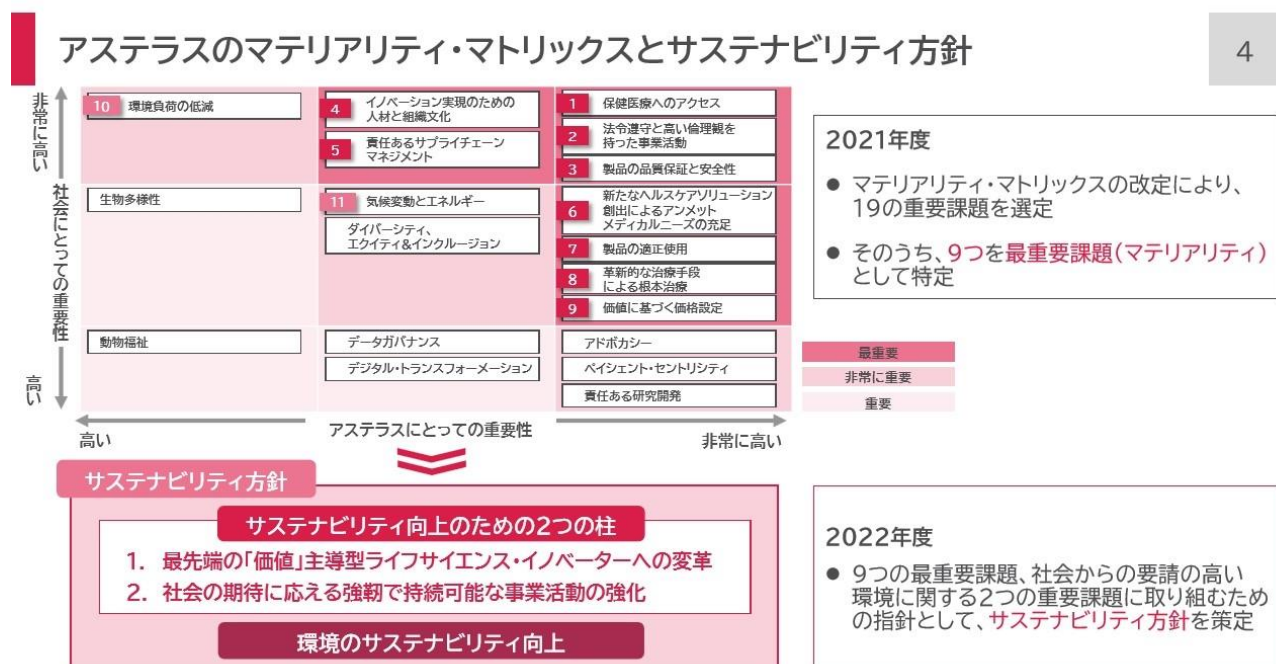 アステラスのマテリアリティ・マトリックスとサステナビリティ方針
4
非常に高い
社会にとっての重要性
高い
10 環境負荷の低減
4 イノベーション実現のための
人材と組織文化
5 責任あるサプライチェーン
マネジメント
1 保健医療へのアクセス
2 法令遵守と高い倫理観を
持った事業活動
3 製品の品質保証と安全性
生物多様性
11 気候変動とエネルギー
ダイバーシティ、
エクイティ&インクルージョン
6 新たなヘルスケアソリューション
創出によるアンメット
メディカルニーズの充足
7 製品の適正使用
8 革新的な治療手段
による根本治療
9 価値に基づく価格設定
動物福祉
データガバナンス
デジタル・トランスフォーメーション
アドボカシー
ペイシェント・セントリシティ
責任ある研究開発
高い
アステラスにとっての重要性
非常に高い
2021年度
● マテリアリティ・マトリックスの改定により、
19の重要課題を選定
● そのうち、9つを最重要課題(マテリアリティ)
として特定
最重要
非常に重要
重要
サステナビリティ方針
サステナビリティ向上のための2つの柱
1. 最先端の「価値」主導型ライフサイエンス・イノベーターへの変革
2. 社会の期待に応える強靭で持続可能な事業活動の強化
環境のサステナビリティ向上
2022年度
● 9つの最重要課題、社会からの要請の高い
環境に関する2つの重要課題に取り組むため
の指針として、サステナビリティ方針を策定